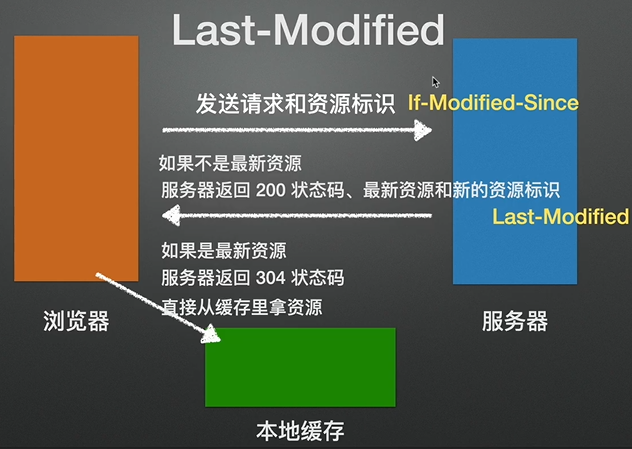 Last-Modified
发送请求和资源标识 If-Modified-Since
如果不是最新资源
服务器返回 200 状态码、最新资源和新的资源标识
Last-Modified
如果是最新资源
服务器返回 304 状态码
直接从缓存里拿资源
浏览器
服务器
本地缓存